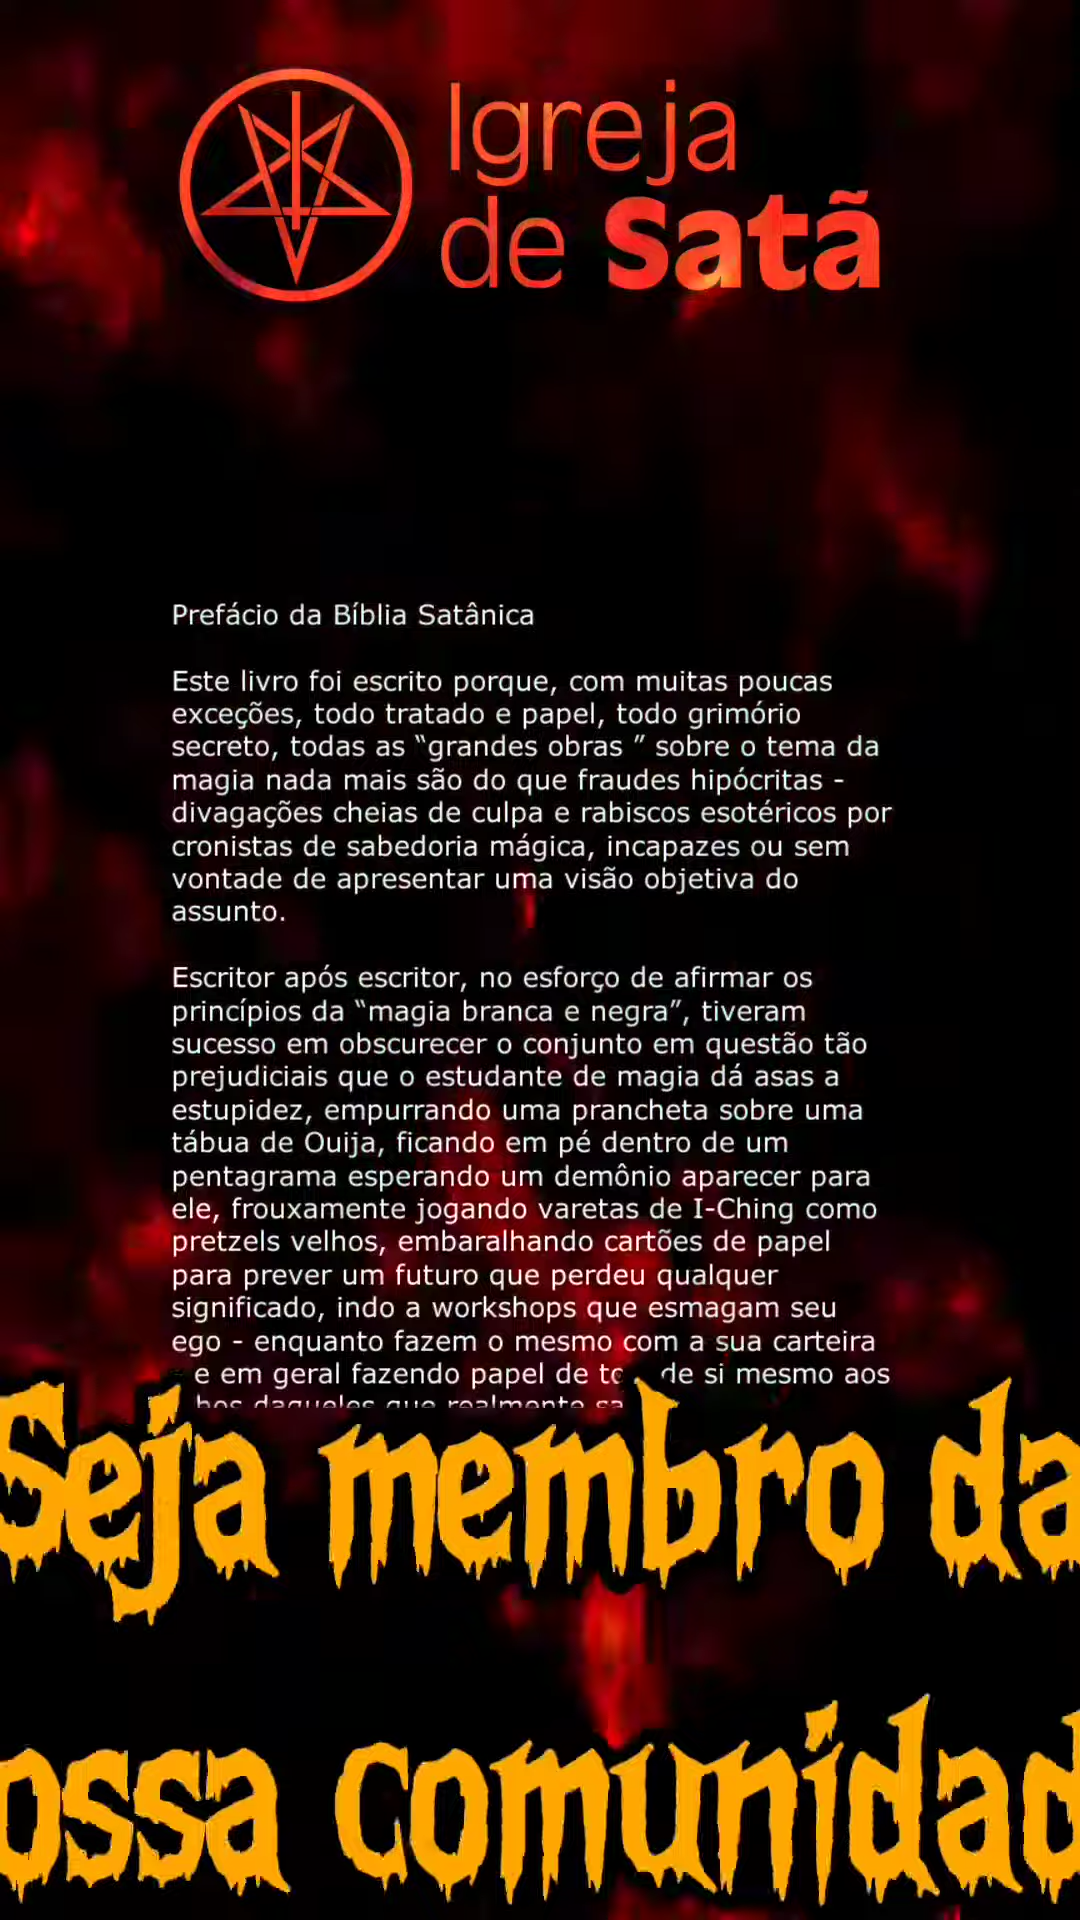 Igreja
de Satã
Prefácio da Bíblia Satânica
Este livro foi escrito porque, com muitas poucas
exceções, todo tratado e papel, todo grimório
secreto, todas as “grandes obras ” sobre o tema da
magia nada mais são do que fraudes hipócritas -
divagações cheias de culpa e rabiscos esotéricos por
cronistas de sabedoria mágica, incapazes ou sem
vontade de apresentar uma visão objetiva do
assunto.
Escritor após escritor, no esforço de afirmar os
princípios da “magia branca e negra”, tiveram
sucesso em obscurecer o conjunto em questão tão
prejudiciais que o estudante de magia dá asas a
estupidez, empurrando uma prancheta sobre uma
tábua de Ouija, ficando em pé dentro de um
pentagrama esperando um demônio aparecer para
ele, frouxamente jogando varetas de I-Ching como
pretzels velhos, embaralhando cartões de papel
para prever um futuro que perdeu qualquer
significado, indo a workshops que esmagam seu
ego - enquanto fazem o mesmo com a sua carteira
e em geral fazendo papel de de si mesmo aos
daqueles que realmente
Seja membro da
ossa comunidad